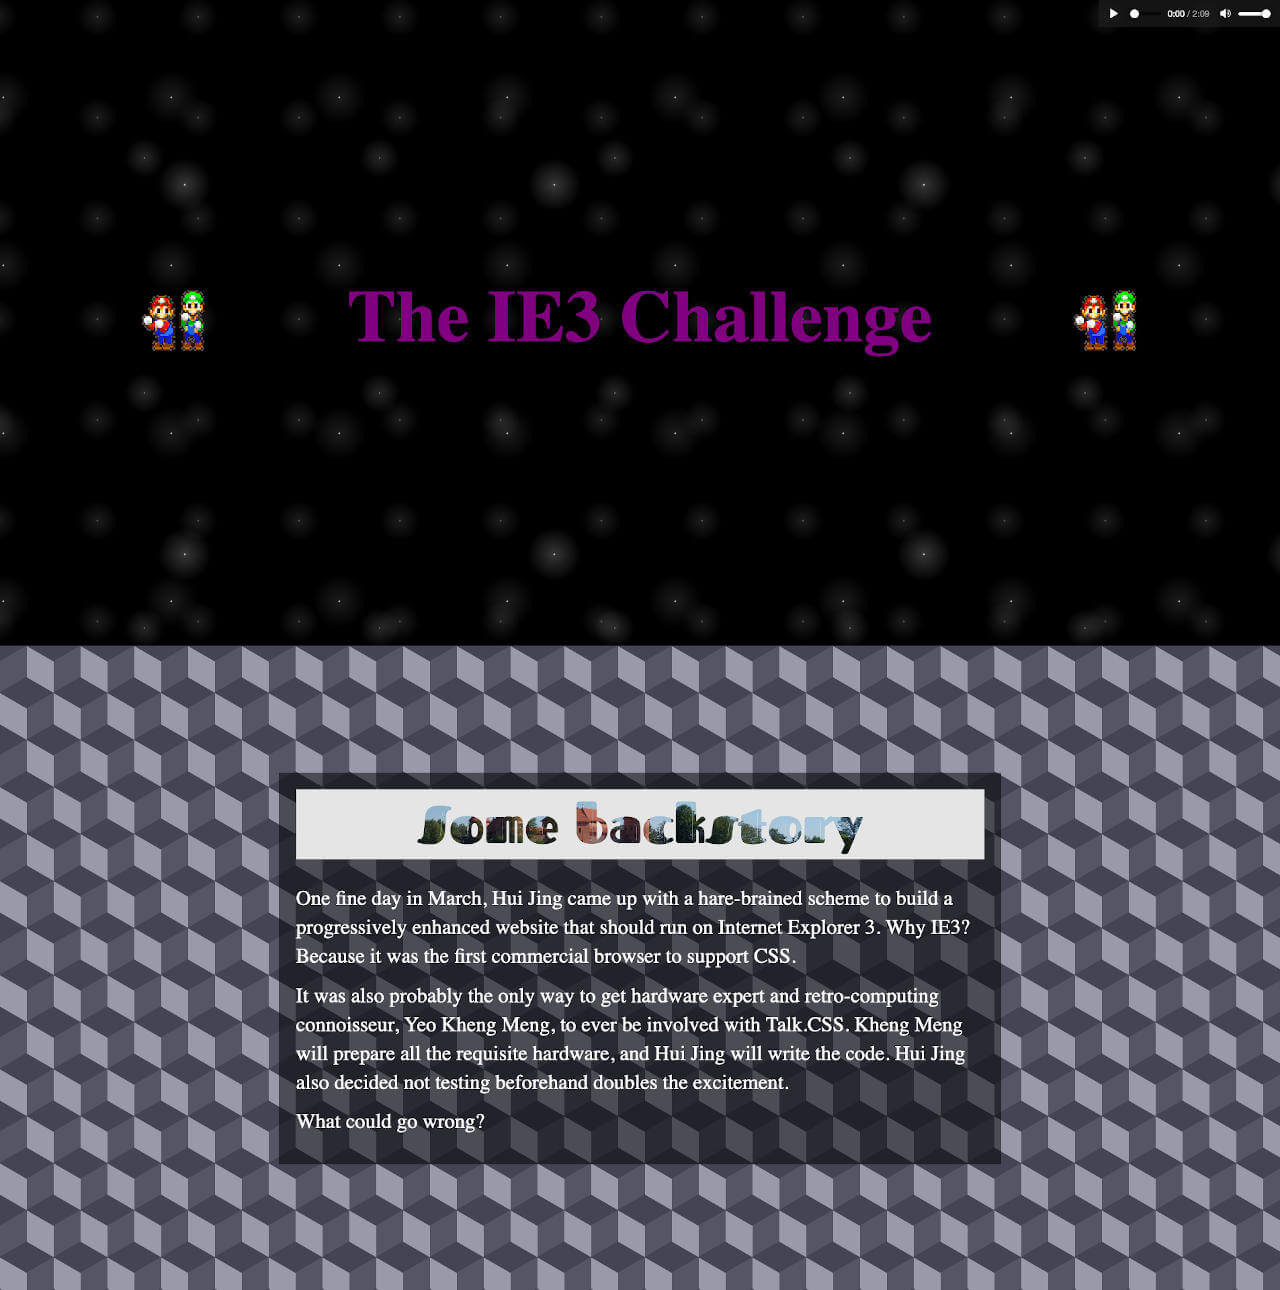 0:00 / 2:09
The IE3 Challenge
Some backstory
One fine day in March, Hui Jing came up with a hare-brained scheme to build a
progressively enhanced website that should run on Internet Explorer 3. Why IE3?
Because it was the first commercial browser to support CSS.
It was also probably the only way to get hardware expert and retro-computing
connoisseur, Yeo Kheng Meng, to ever be involved with Talk.CSS. Kheng Meng
will prepare all the requisite hardware, and Hui Jing will write the code. Hui Jing
also decided not testing beforehand doubles the excitement.
What could go wrong?